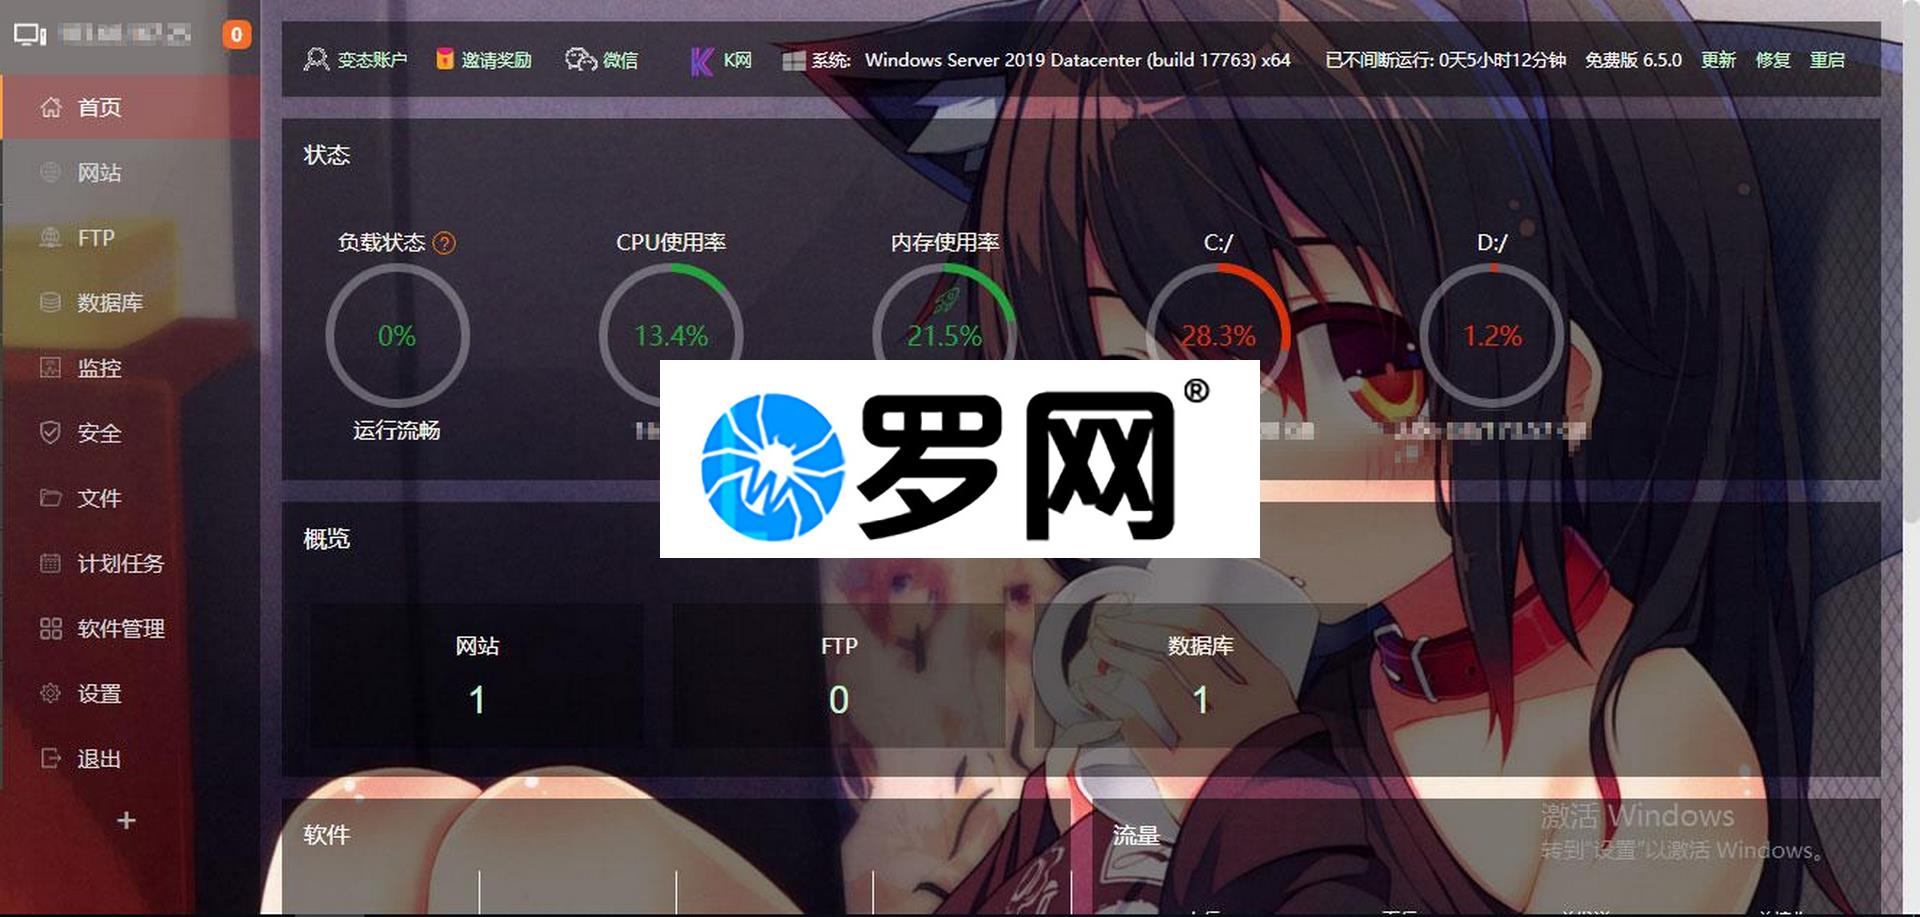 0
变态账户 邀请奖励 微信 K网 系统: Windows Server 2019 Datacenter (build 17763) x64 已不间断运行: 0天5小时12分钟 免费版 6.5.0 更新 修复 重启
首页
网站
FTP
数据库
监控
安全
文件
计划任务
软件管理
设置
退出
+
状态
负载状态 ? CPU使用率 内存使用率 C:/ D:/
0% 13.4% 21.5% 28.3% 1.2%
运行流畅
罗网®
概览
网站 FTP 数据库
1 0 1
软件 流量
激活 Windows
转到"设置"以激活 Windows。